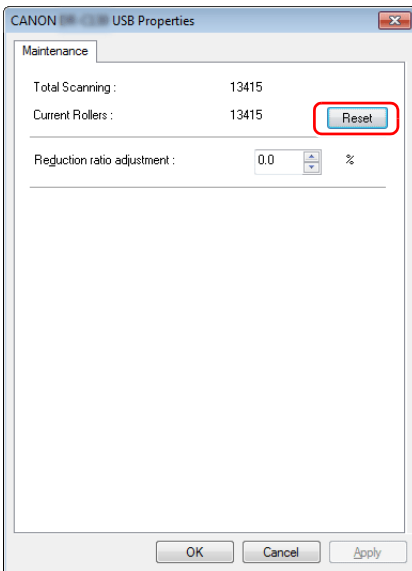 CANON USB Properties
Maintenance
Total Scanning : 13415
Current Rollers : 13415 Reset
Reduction ratio adjustment : 0.0 %
OK Cancel Apply